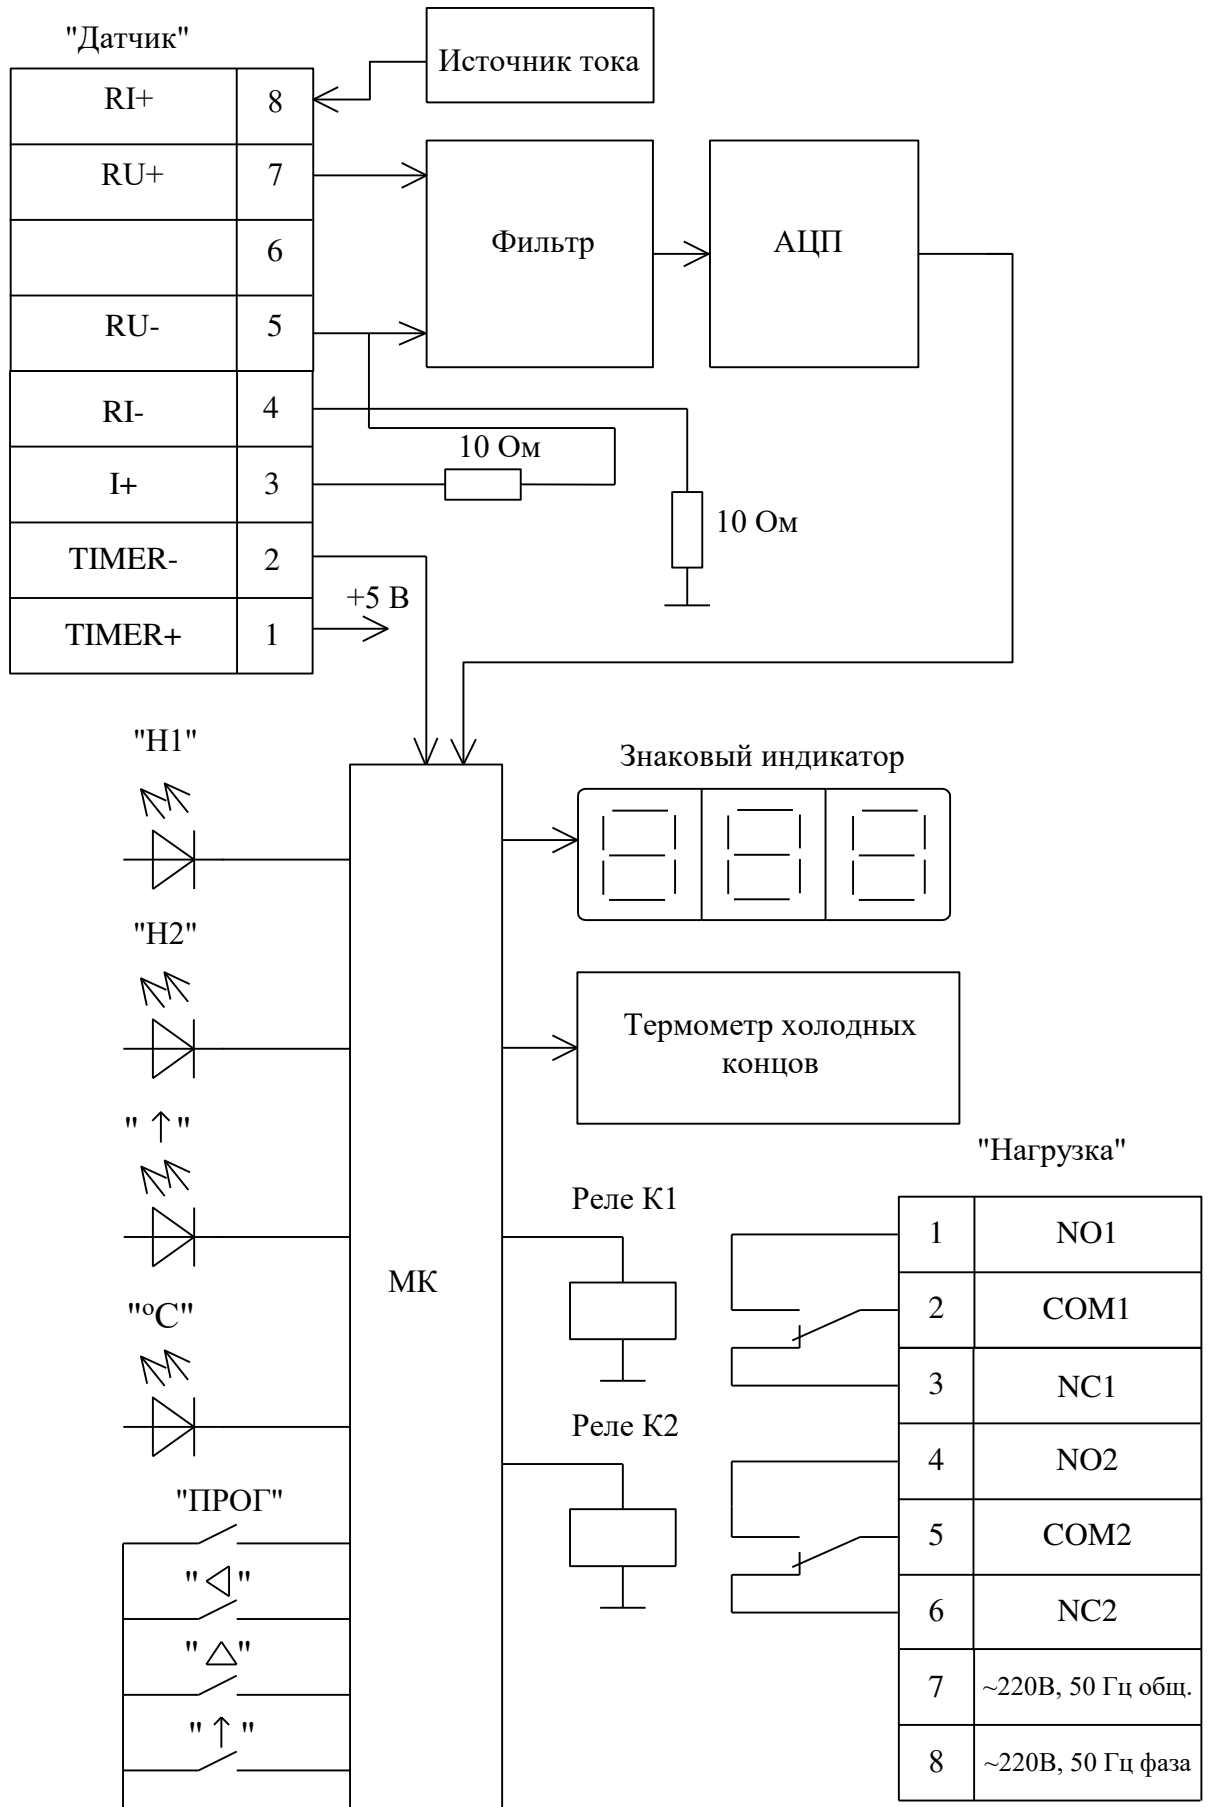 "Датчик"
Источник тока
RI+ 8
RU+ 7
Фильтр
АЦП
6
RU- 5
RI- 4
10 Ом
I+ 3
10 Ом
TIMER- 2
+5 В
TIMER+ 1
"Н1"
Знаковый индикатор
"Н2"
Термометр холодных
концов
" ↑ "
"Нагрузка"
Реле К1
1 NO1
МК
"ºС"
2 COM1
3 NC1
Реле К2
4 NO2
"ПРОГ"
5 COM2
" ◁ "
6 NC2
" △ "
7 ~220В, 50 Гц общ.
" ↑ "
8 ~220В, 50 Гц фаза